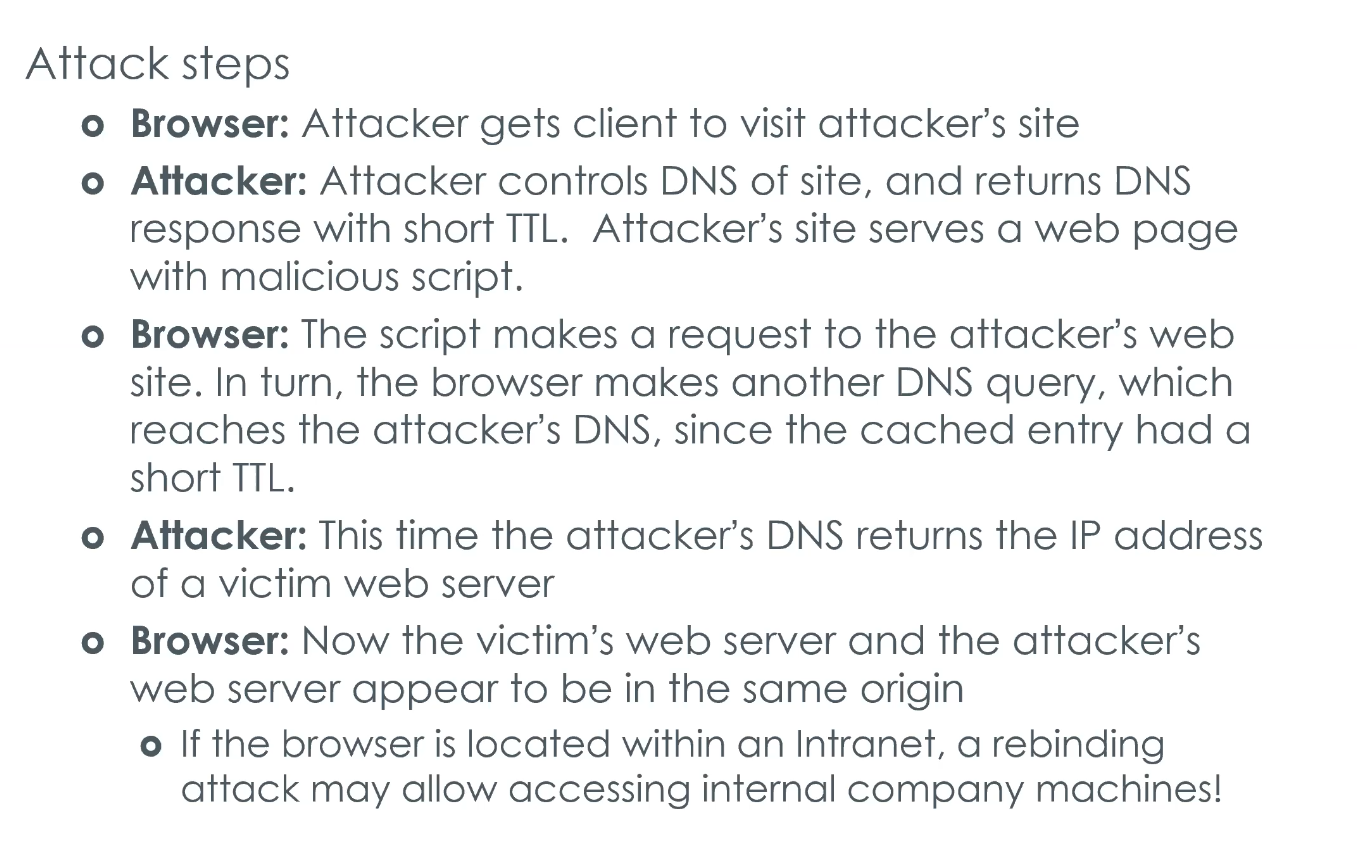 Attack steps
Browser: Attacker gets client to visit attacker’s site
Attacker: Attacker controls DNS of site, and returns DNS
response with short TTL.  Attacker’s site serves a web page
with malicious script.
Browser: The script makes a request to the attacker’s web
site. In turn, the browser makes another DNS query, which
reaches the attacker’s DNS, since the cached entry had a
short TTL.
Attacker: This time the attacker’s DNS returns the IP address
of a victim web server
Browser: Now the victim’s web server and the attacker’s
web server appear to be in the same origin
If the browser is located within an Intranet, a rebinding
attack may allow accessing internal company machines!